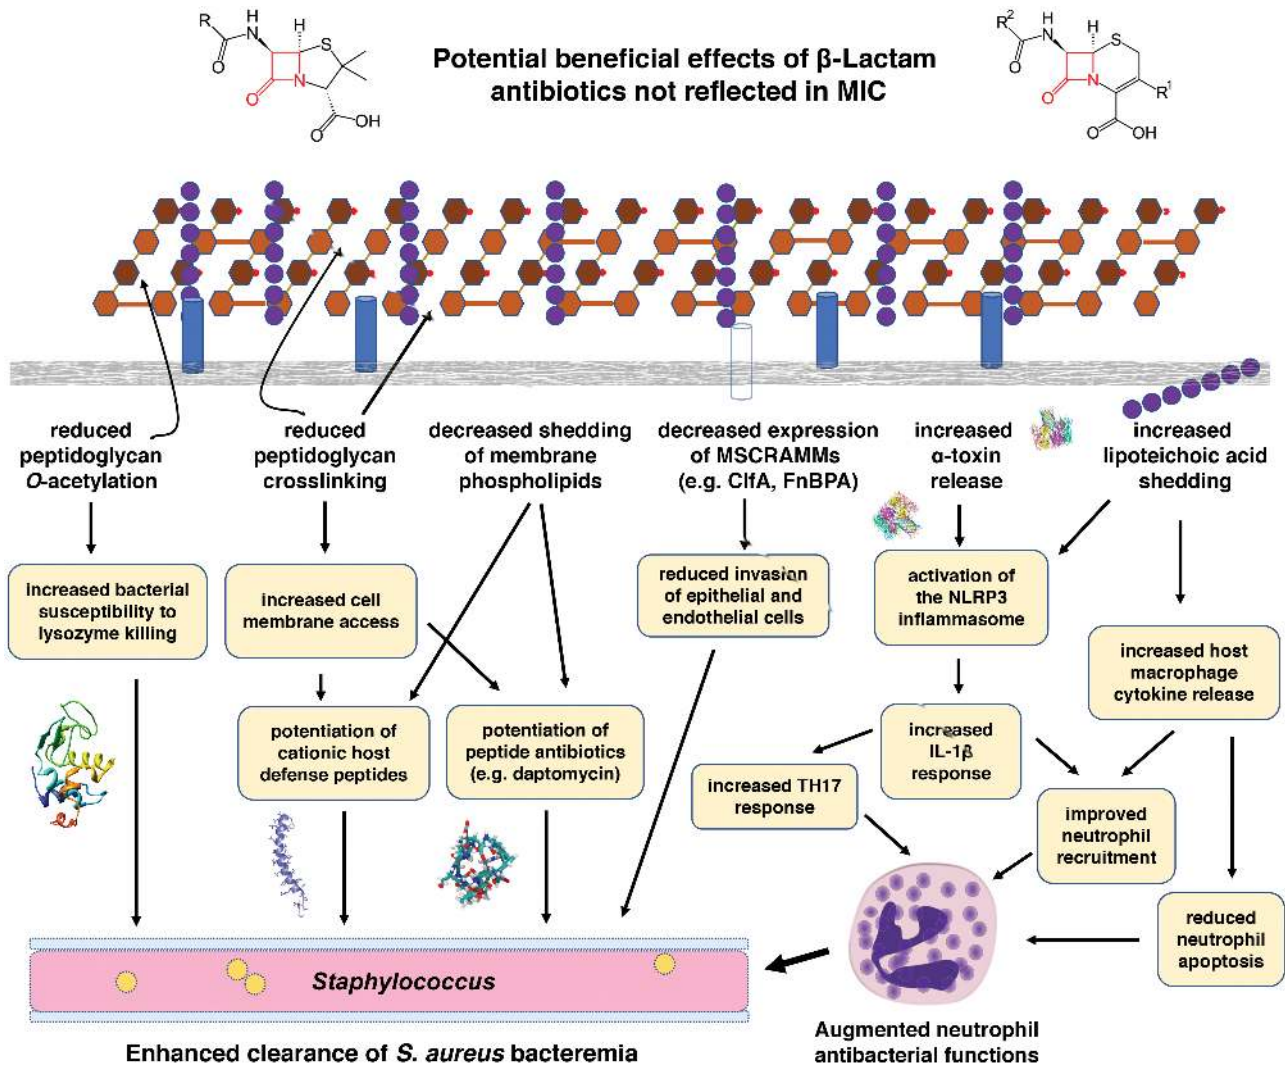 Potential beneficial effects of β-Lactam
antibiotics not reflected in MIC
R
H
N
H
S
O
N
O
O
OH
R²
H
N
H
S
O
N
O
R¹
O
OH
reduced
peptidoglycan
O-acetylation
reduced
peptidoglycan
crosslinking
decreased shedding
of membrane
phospholipids
decreased expression
of MSCRAMMs
(e.g. ClfA, FnBPA)
increased
α-toxin
release
increased
lipoteichoic acid
shedding
increased bacterial
susceptibility to
lysozyme killing
increased cell
membrane access
reduced invasion
of epithelial and
endothelial cells
activation of
the NLRP3
inflammasome
increased host
macrophage
cytokine release
potentiation of
cationic host
defense peptides
potentiation of
peptide antibiotics
(e.g. daptomycin)
increased TH17
response
increased
IL-1β
response
improved
neutrophil
recruitment
reduced
neutrophil
apoptosis
Staphylococcus
Enhanced clearance of S. aureus bacteremia
Augmented neutrophil
antibacterial functions